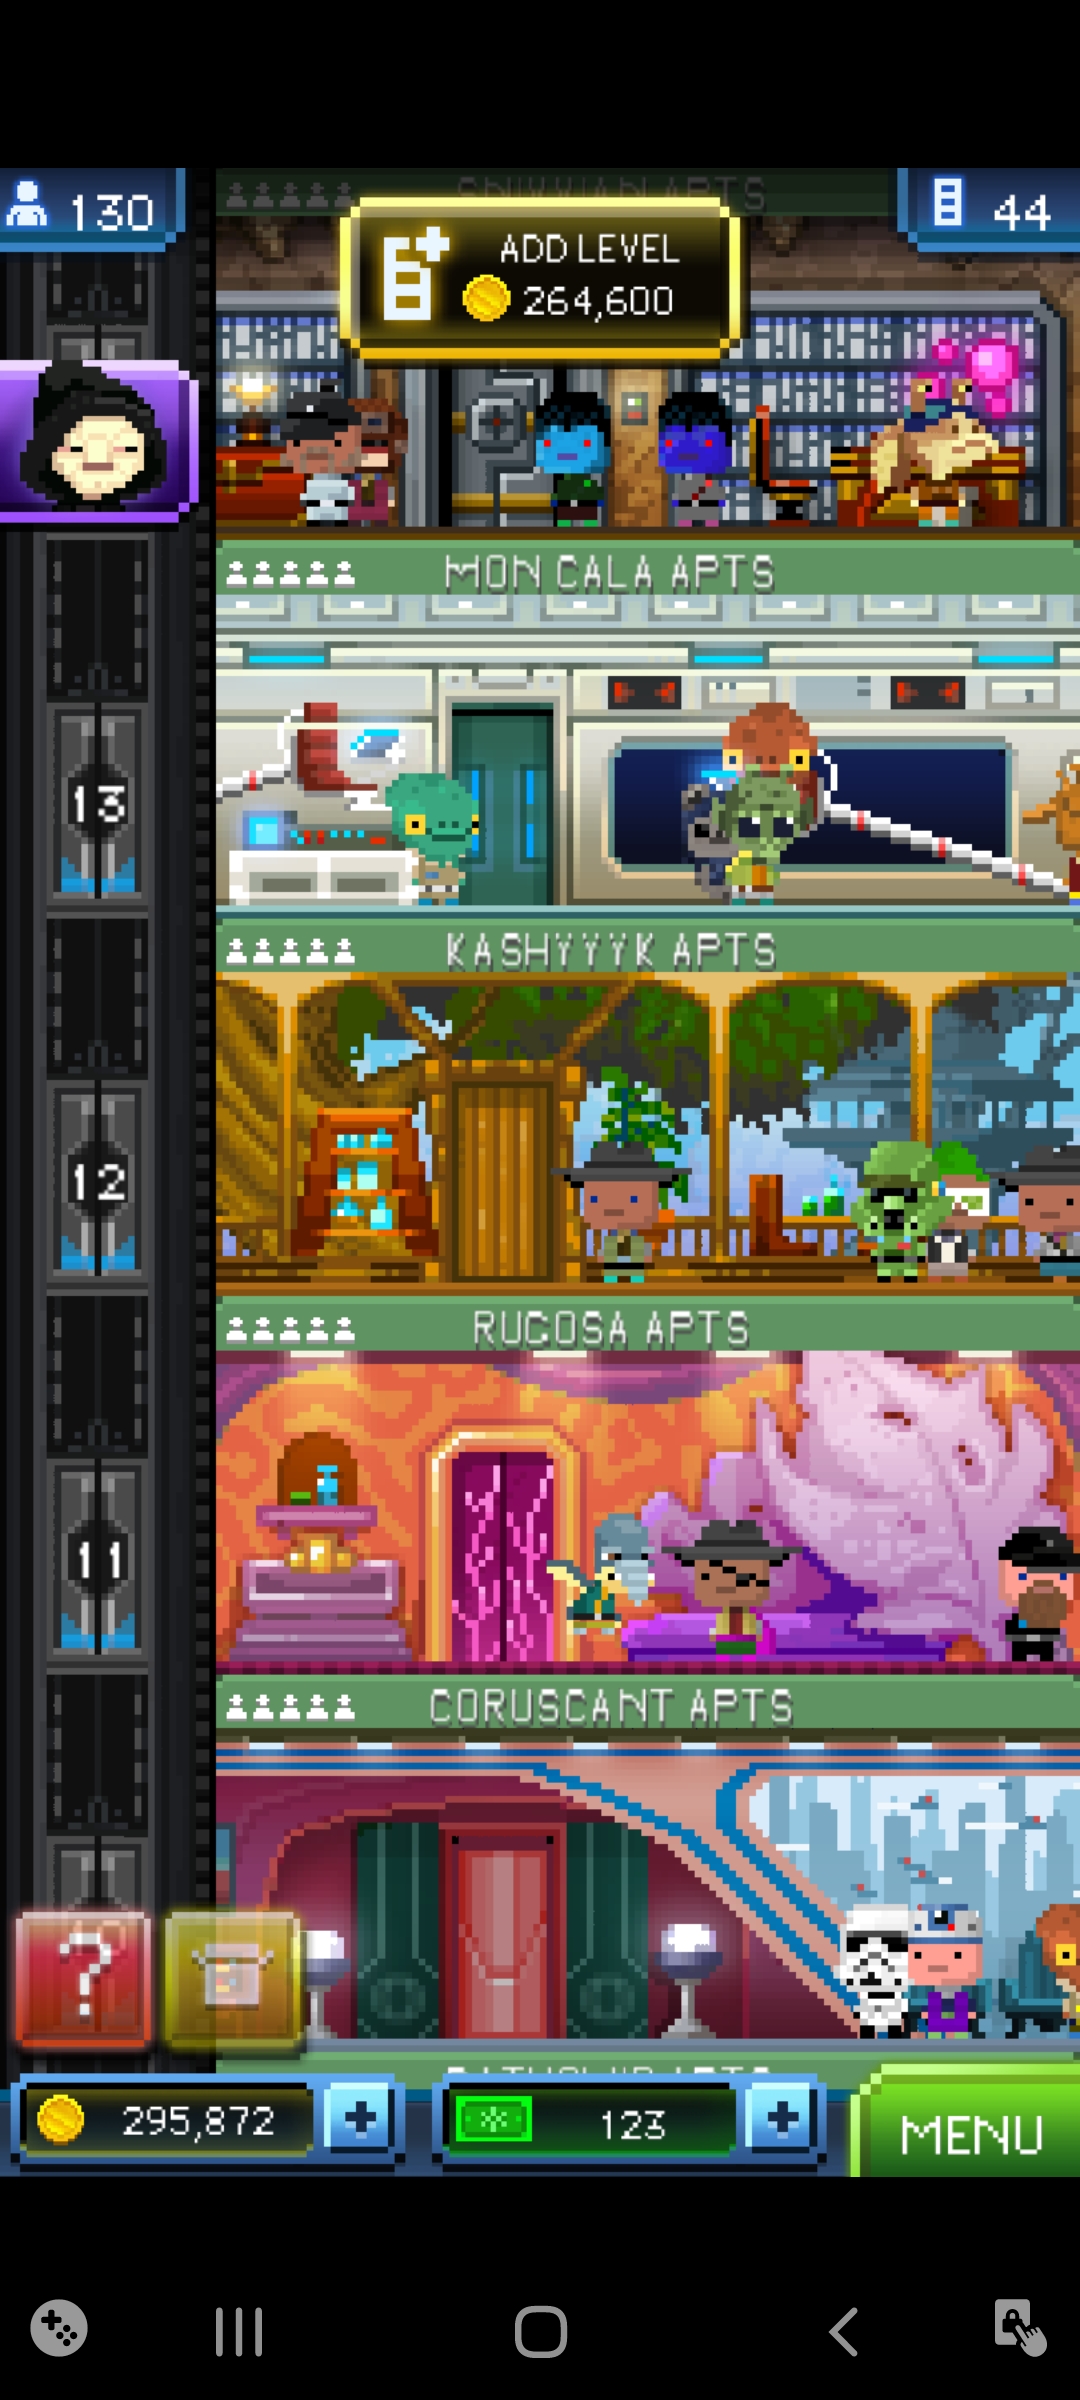 130
44
ADD LEVEL
264,600
MON CALA APTS
13
KASHYYYK APTS
12
RUGOSA APTS
11
CORUSCANT APTS
?
295,872
+
123
+
MENU